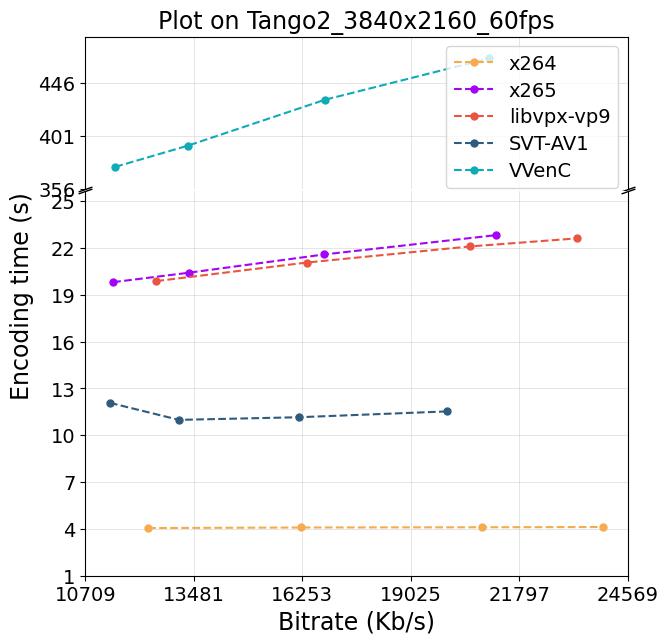 Plot on Tango2_3840x2160_60fps
446
401
356
25
22
19
16
13
10
7
4
1
Encoding time (s)
x264
x265
libvpx-vp9
SVT-AV1
VVenC
10709 13481 16253 19025 21797 24569
Bitrate (Kb/s)